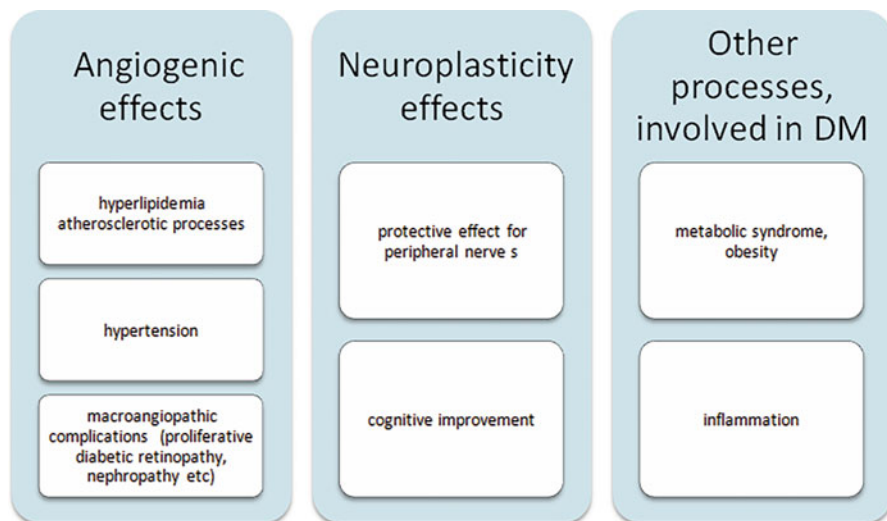 Angiogenic
effects
hyperlipidemia
atherosclerotic processes
hypertension
macroangiopathic
complications (proliferative
diabetic retinopathy,
nephropathy etc)
Neuroplasticity
effects
protective effect for
peripheral nerve s
cognitive improvement
Other
processes,
involved in DM
metabolic syndrome,
obesity
inflammation